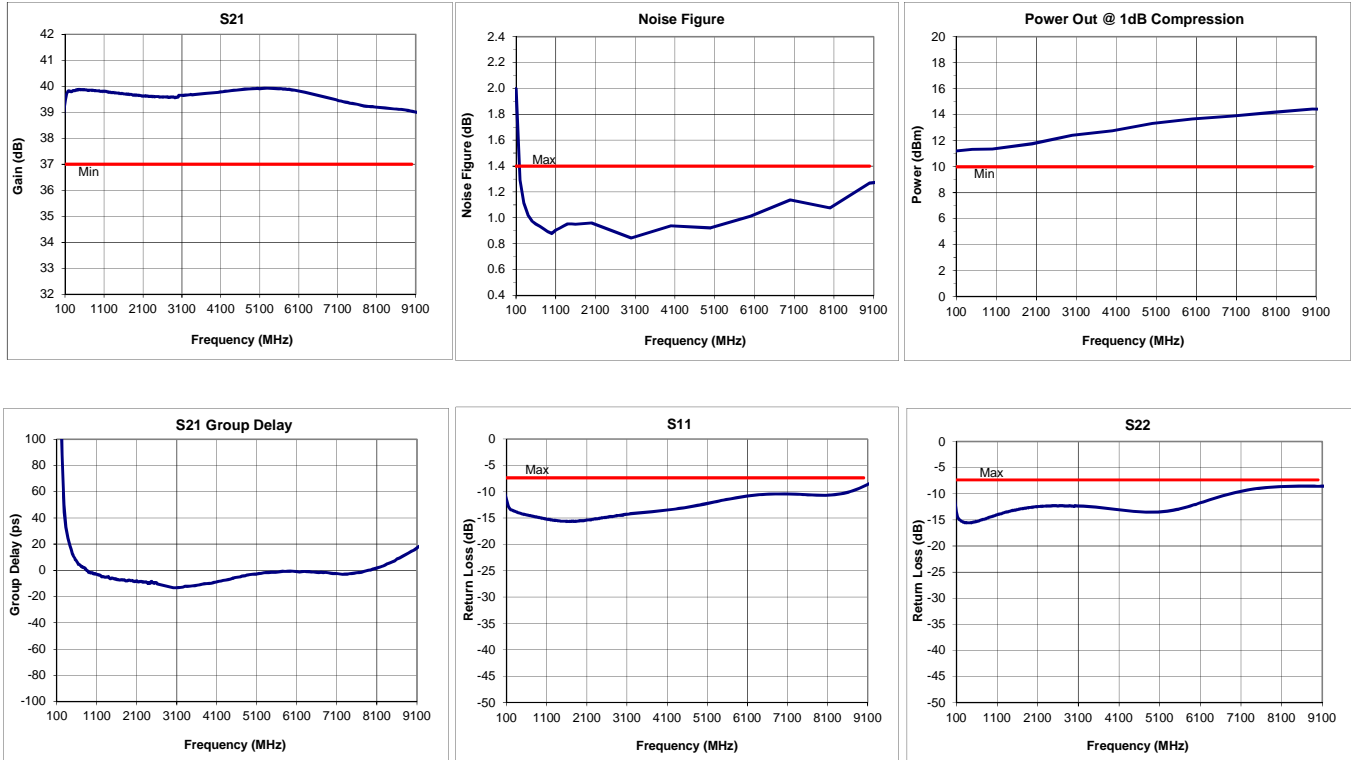 S21
42
41
40
39
38
37
36
35
34
33
32
Gain (dB)
Min
100 1100 2100 3100 4100 5100 6100 7100 8100 9100
Frequency (MHz)
Noise Figure
2.4
2.2
2.0
1.8
1.6
1.4
1.2
1.0
0.8
0.6
0.4
Noise Figure (dB)
Max
100 1100 2100 3100 4100 5100 6100 7100 8100 9100
Frequency (MHz)
Power Out @ 1dB Compression
20
18
16
14
12
10
8
6
4
2
0
Power (dBm)
Min
100 1100 2100 3100 4100 5100 6100 7100 8100 9100
Frequency (MHz)
S21 Group Delay
100
80
60
40
20
0
-20
-40
-60
-80
-100
Group Delay (ps)
100 1100 2100 3100 4100 5100 6100 7100 8100 9100
Frequency (MHz)
S11
0
-5
-10
-15
-20
-25
-30
-35
-40
-45
-50
Return Loss (dB)
Max
100 1100 2100 3100 4100 5100 6100 7100 8100 9100
Frequency (MHz)
S22
0
-5
-10
-15
-20
-25
-30
-35
-40
-45
-50
Return Loss (dB)
Max
100 1100 2100 3100 4100 5100 6100 7100 8100 9100
Frequency (MHz)